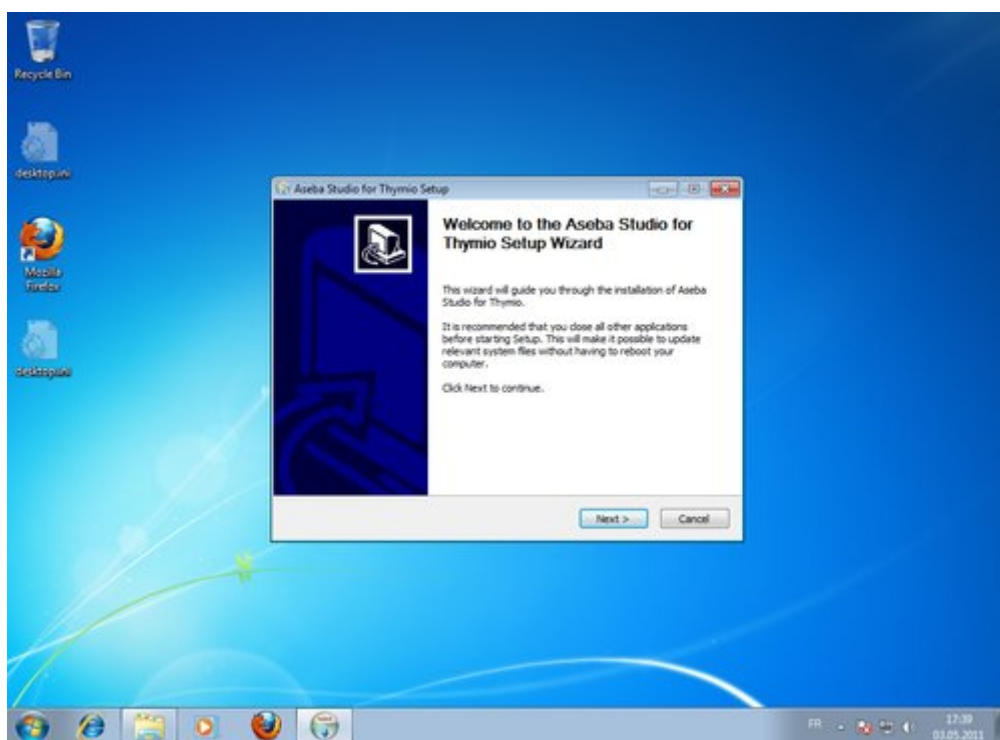 Recycle Bin
desktop.ini
Mozilla
Firefox
desktop.ini
Aseba Studio for Thymio Setup
Welcome to the Aseba Studio for
Thymio Setup Wizard
This wizard will guide you through the installation of Aseba
Studio for Thymio.
It is recommended that you close all other applications
before starting Setup. This will make it possible to update
relevant system files without having to reboot your
computer.
Click Next to continue.
Next >
Cancel
FR
17:39
03.05.2011